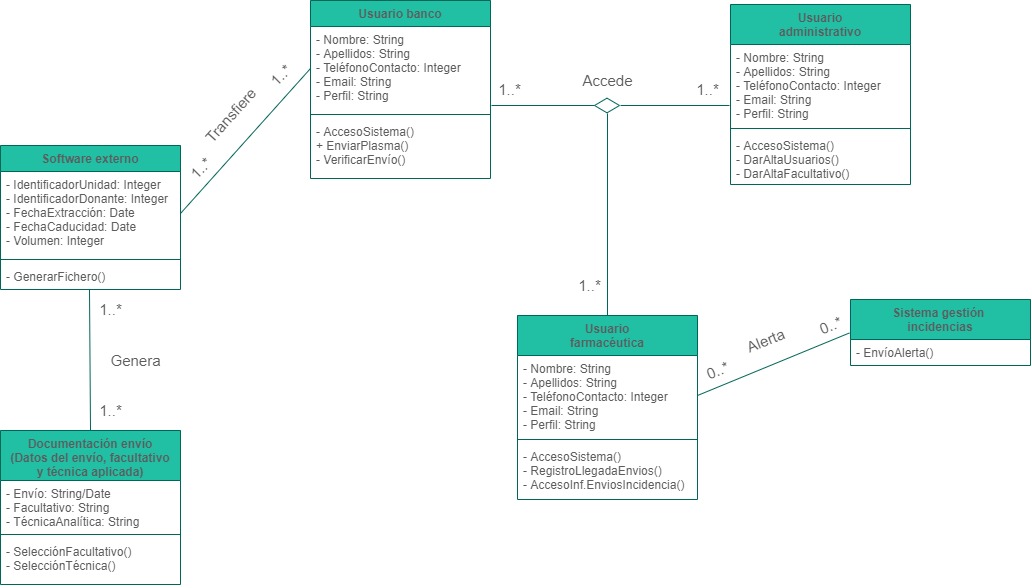 Usuario banco
- Nombre: String
- Apellidos: String
- TeléfonoContacto: Integer
- Email: String
- Perfil: String
- AccesoSistema()
+ EnviarPlasma()
- VerificarEnvío()
Usuario
administrativo
- Nombre: String
- Apellidos: String
- TeléfonoContacto: Integer
- Email: String
- Perfil: String
- AccesoSistema()
- DarAltaUsuarios()
- DarAltaFacultativo()
1..*
Accede
1..*
1..*
Transfiere
1..*
Software externo
- IdentificadorUnidad: Integer
- IdentificadorDonante: Integer
- FechaExtracción: Date
- FechaCaducidad: Date
- Volumen: Integer
- GenerarFichero()
1..*
Genera
1..*
Documentación envío
(Datos del envío, facultativo
y técnica aplicada)
- Envío: String/Date
- Facultativo: String
- TécnicaAnalítica: String
- SelecciónFacultativo()
- SelecciónTécnica()
1..*
Usuario
farmacéutica
- Nombre: String
- Apellidos: String
- TeléfonoContacto: Integer
- Email: String
- Perfil: String
- AccesoSistema()
- RegistroLlegadaEnvios()
- AccesoInf.EnviosIncidencia()
0..*
Alerta
0..*
Sistema gestión
incidencias
- EnvíoAlerta()